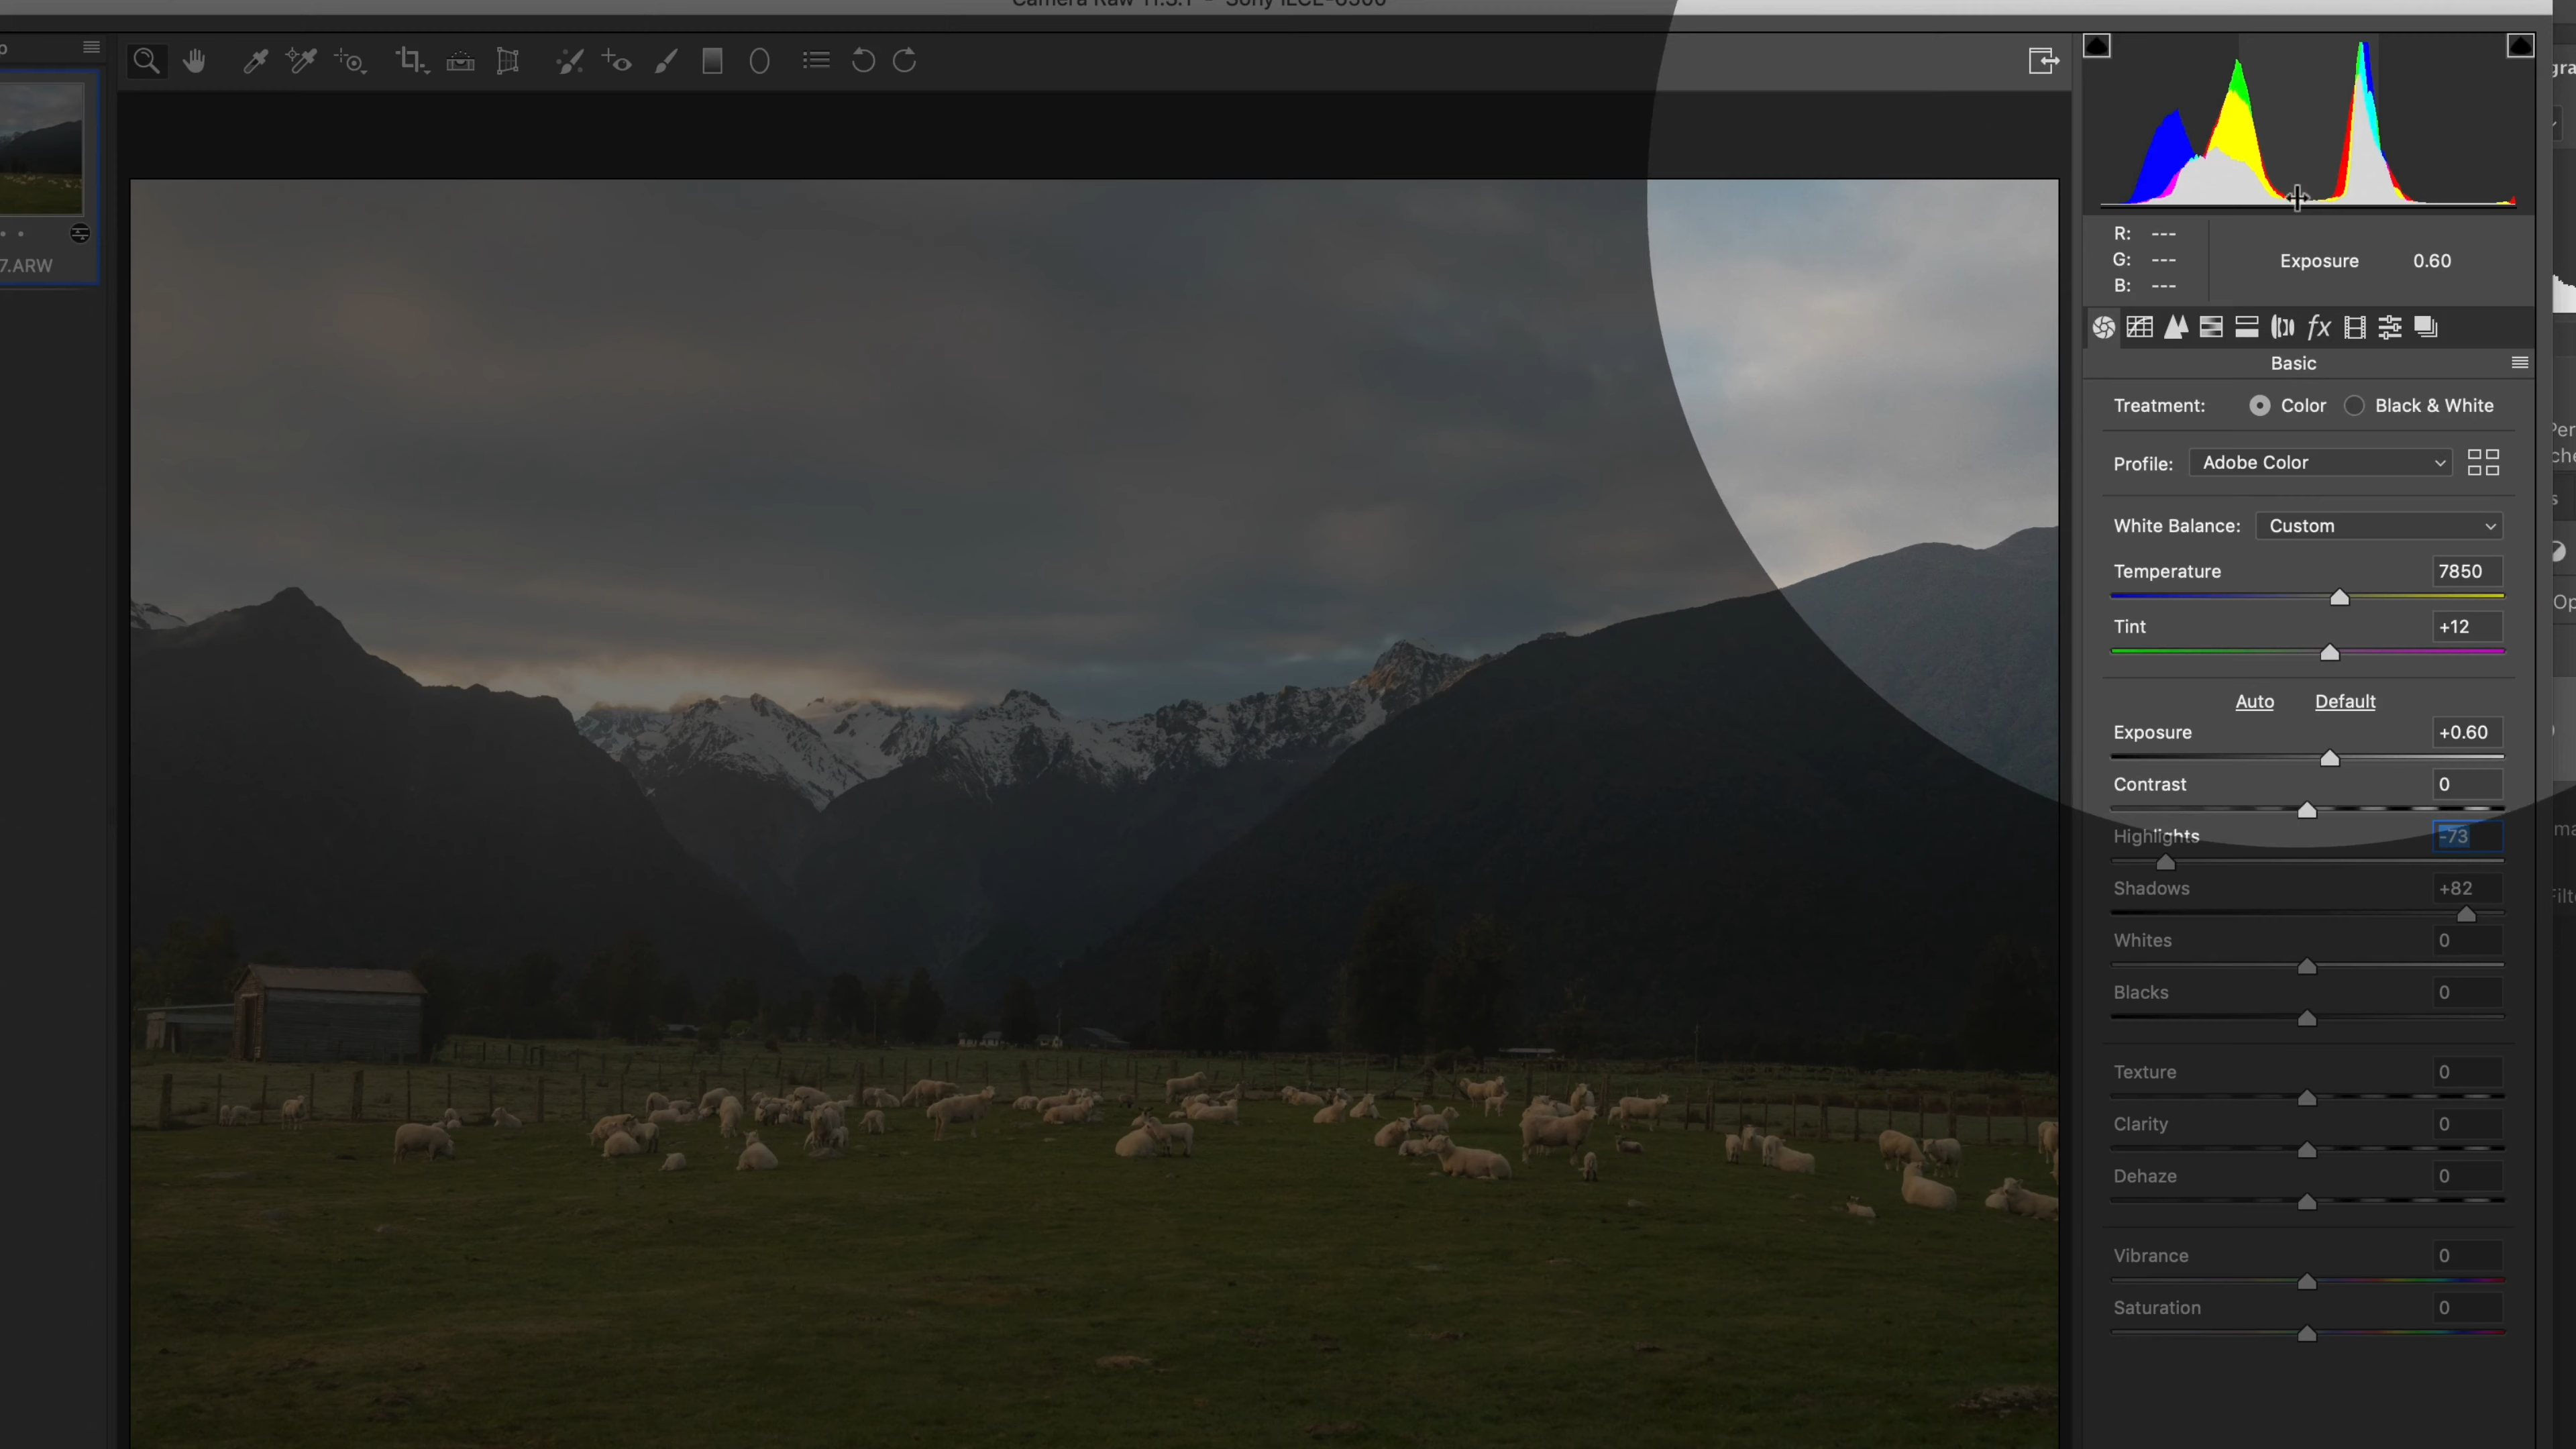 7.ARW
R: ---
G: ---
B: ---
Exposure 0.60
fx
Basic
Treatment: Color Black & White
Profile: Adobe Color
White Balance: Custom
Temperature 7850
Tint +12
Auto Default
Exposure +0.60
Contrast 0
Highlights -73
Shadows +82
Whites 0
Blacks 0
Texture 0
Clarity 0
Dehaze 0
Vibrance 0
Saturation 0